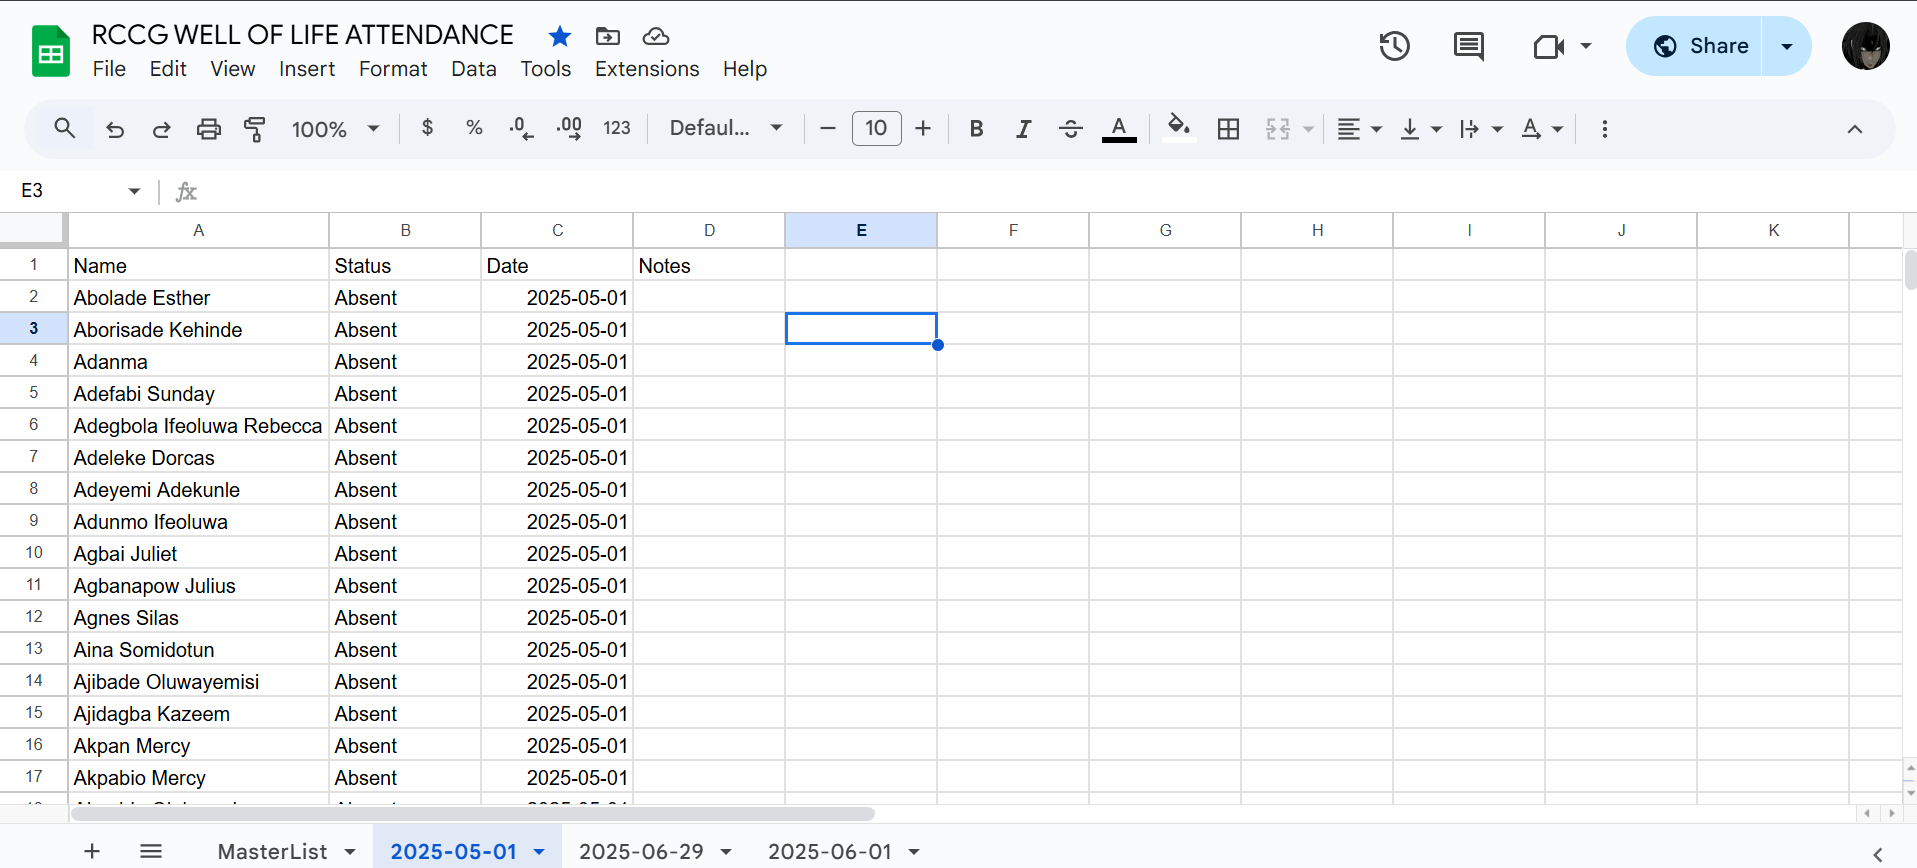 RCCG WELL OF LIFE ATTENDANCE
File Edit View Insert Format Data Tools Extensions Help
Share
100% $ % .0 .00 123 Defaul... 10 B I S A A
E3 fx
A B C D E F G H I J K
1 Name Status Date Notes
2 Abolade Esther Absent 2025-05-01
3 Aborisade Kehinde Absent 2025-05-01
4 Adanma Absent 2025-05-01
5 Adefabi Sunday Absent 2025-05-01
6 Adegbola Ifeoluwa Rebecca Absent 2025-05-01
7 Adeleke Dorcas Absent 2025-05-01
8 Adeyemi Adekunle Absent 2025-05-01
9 Adunmo Ifeoluwa Absent 2025-05-01
10 Agbai Juliet Absent 2025-05-01
11 Agbanapow Julius Absent 2025-05-01
12 Agnes Silas Absent 2025-05-01
13 Aina Somidotun Absent 2025-05-01
14 Ajibade Oluwayemisi Absent 2025-05-01
15 Ajidagba Kazeem Absent 2025-05-01
16 Akpan Mercy Absent 2025-05-01
17 Akpabio Mercy Absent 2025-05-01
MasterList 2025-05-01 2025-06-29 2025-06-01